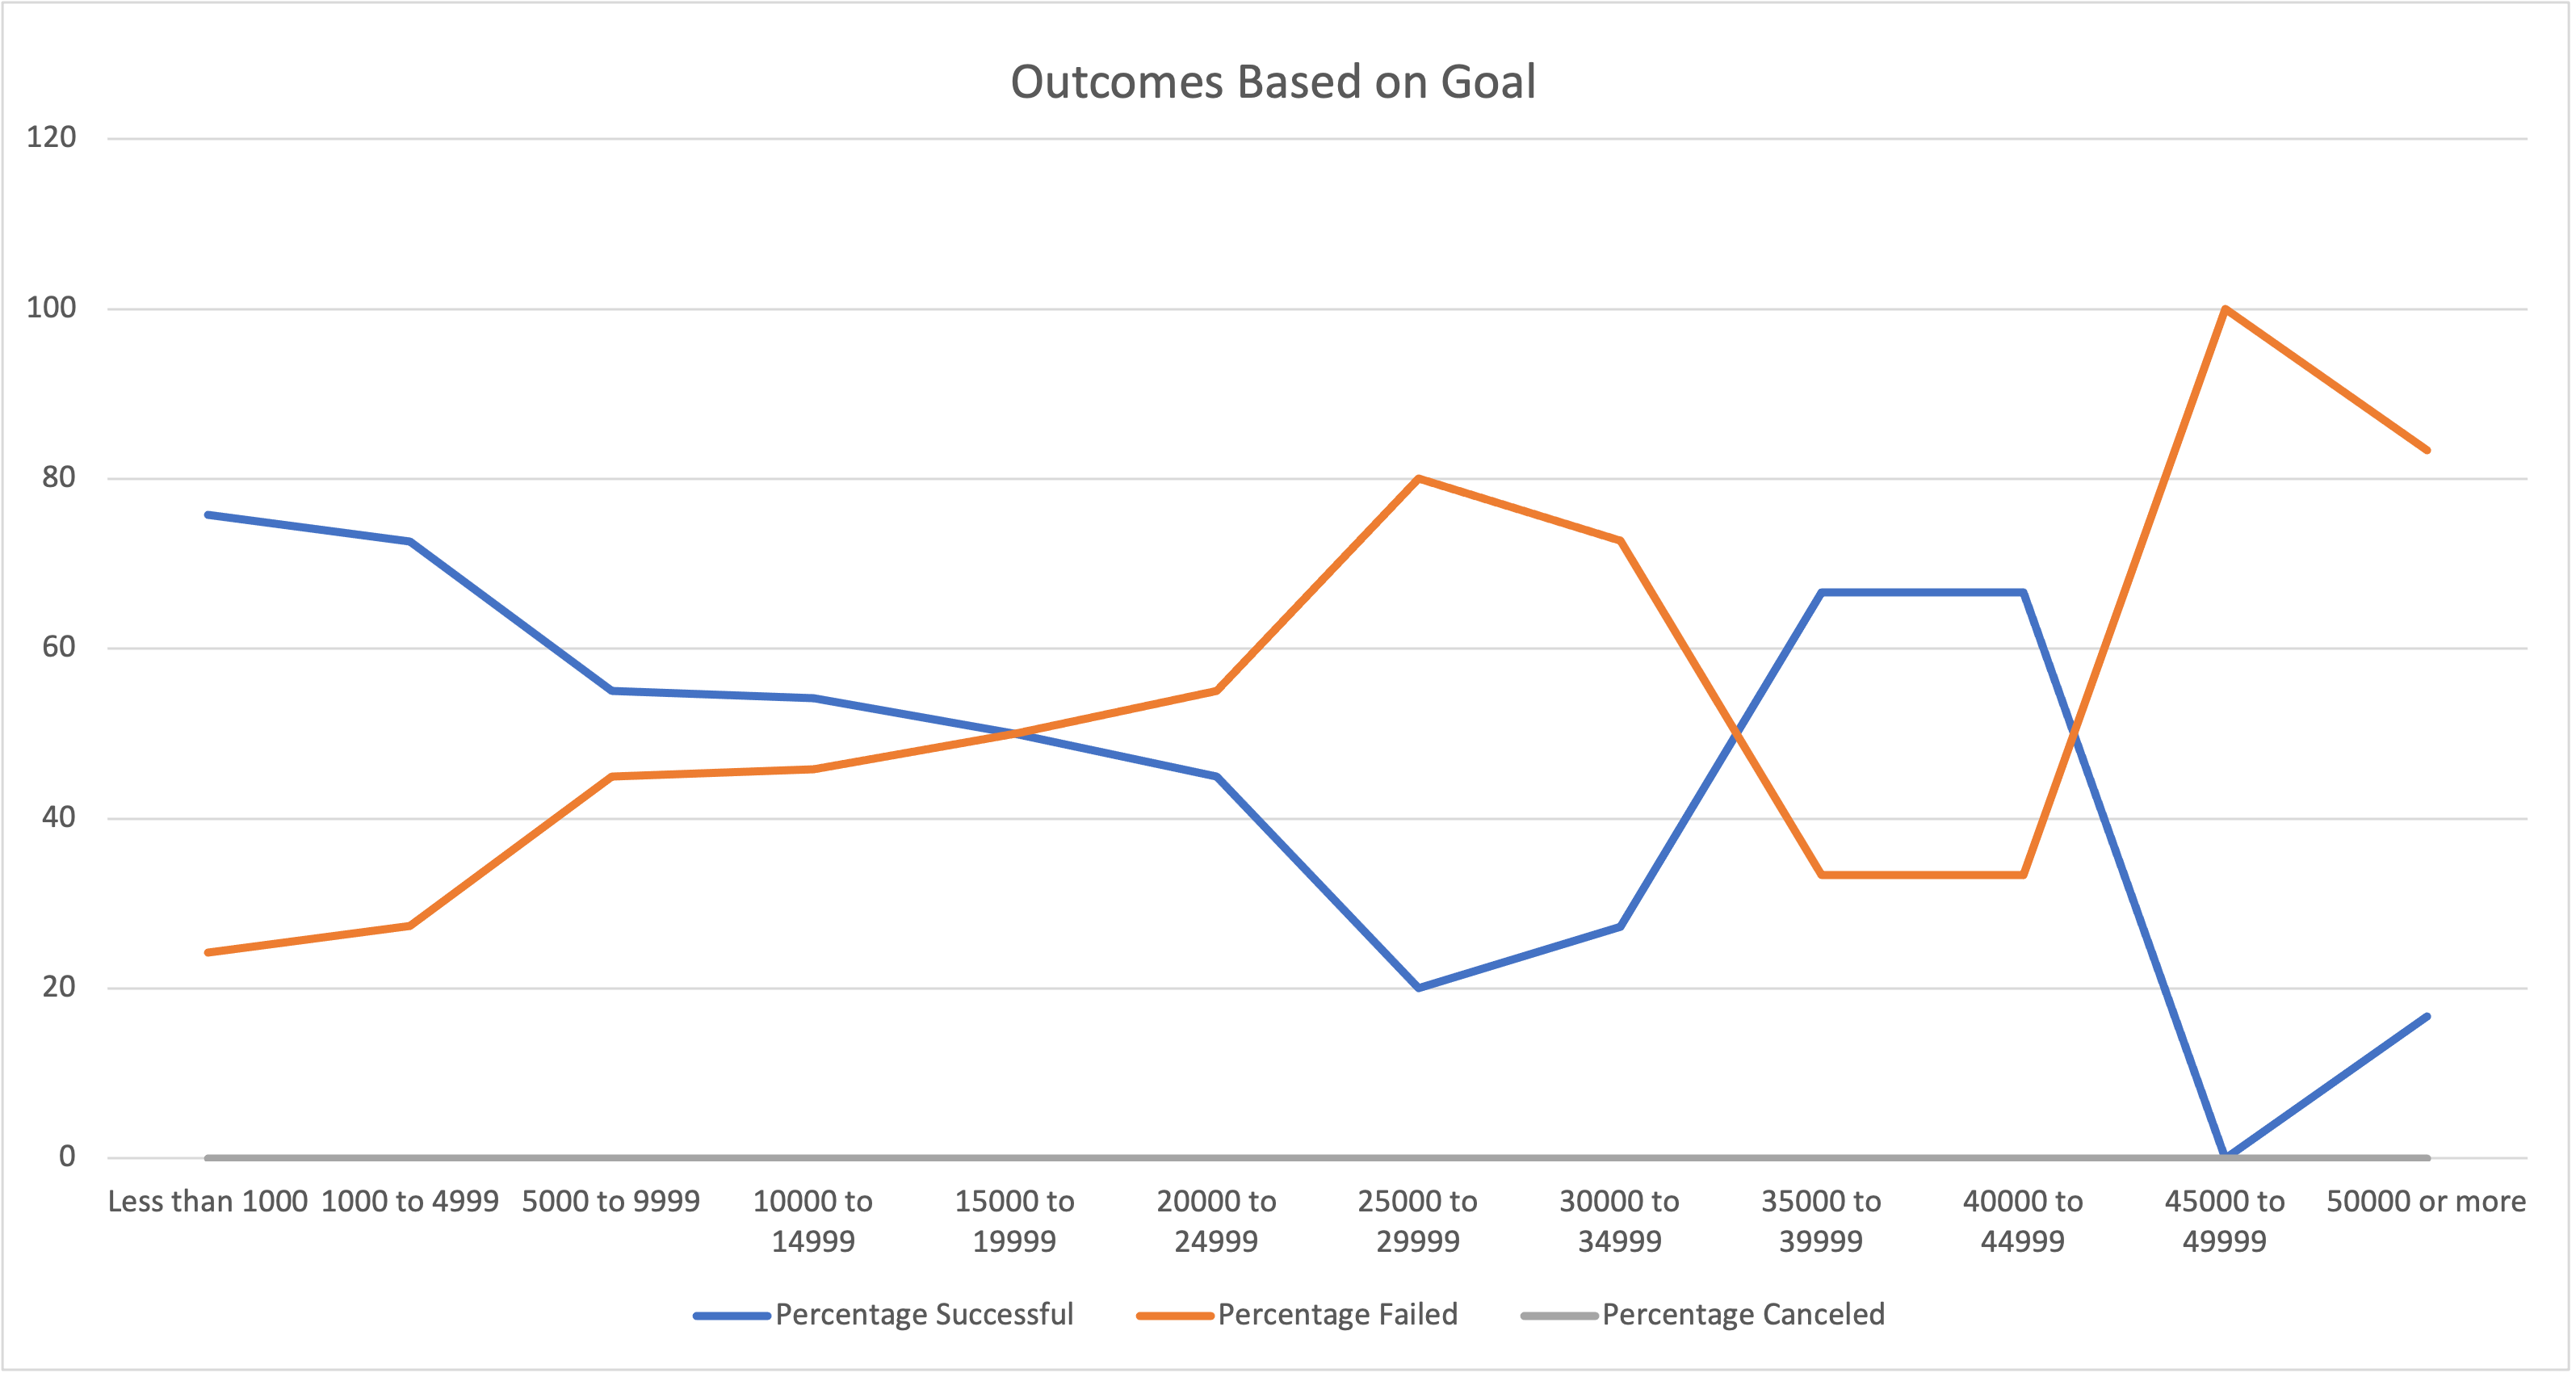 Outcomes Based on Goal
120
100
80
60
40
20
0
Less than 1000 1000 to 4999 5000 to 9999 10000 to 15000 to 20000 to 25000 to 30000 to 35000 to 40000 to 45000 to 50000 or more
14999 19999 24999 29999 34999 39999 44999 49999
Percentage Successful Percentage Failed Percentage Canceled